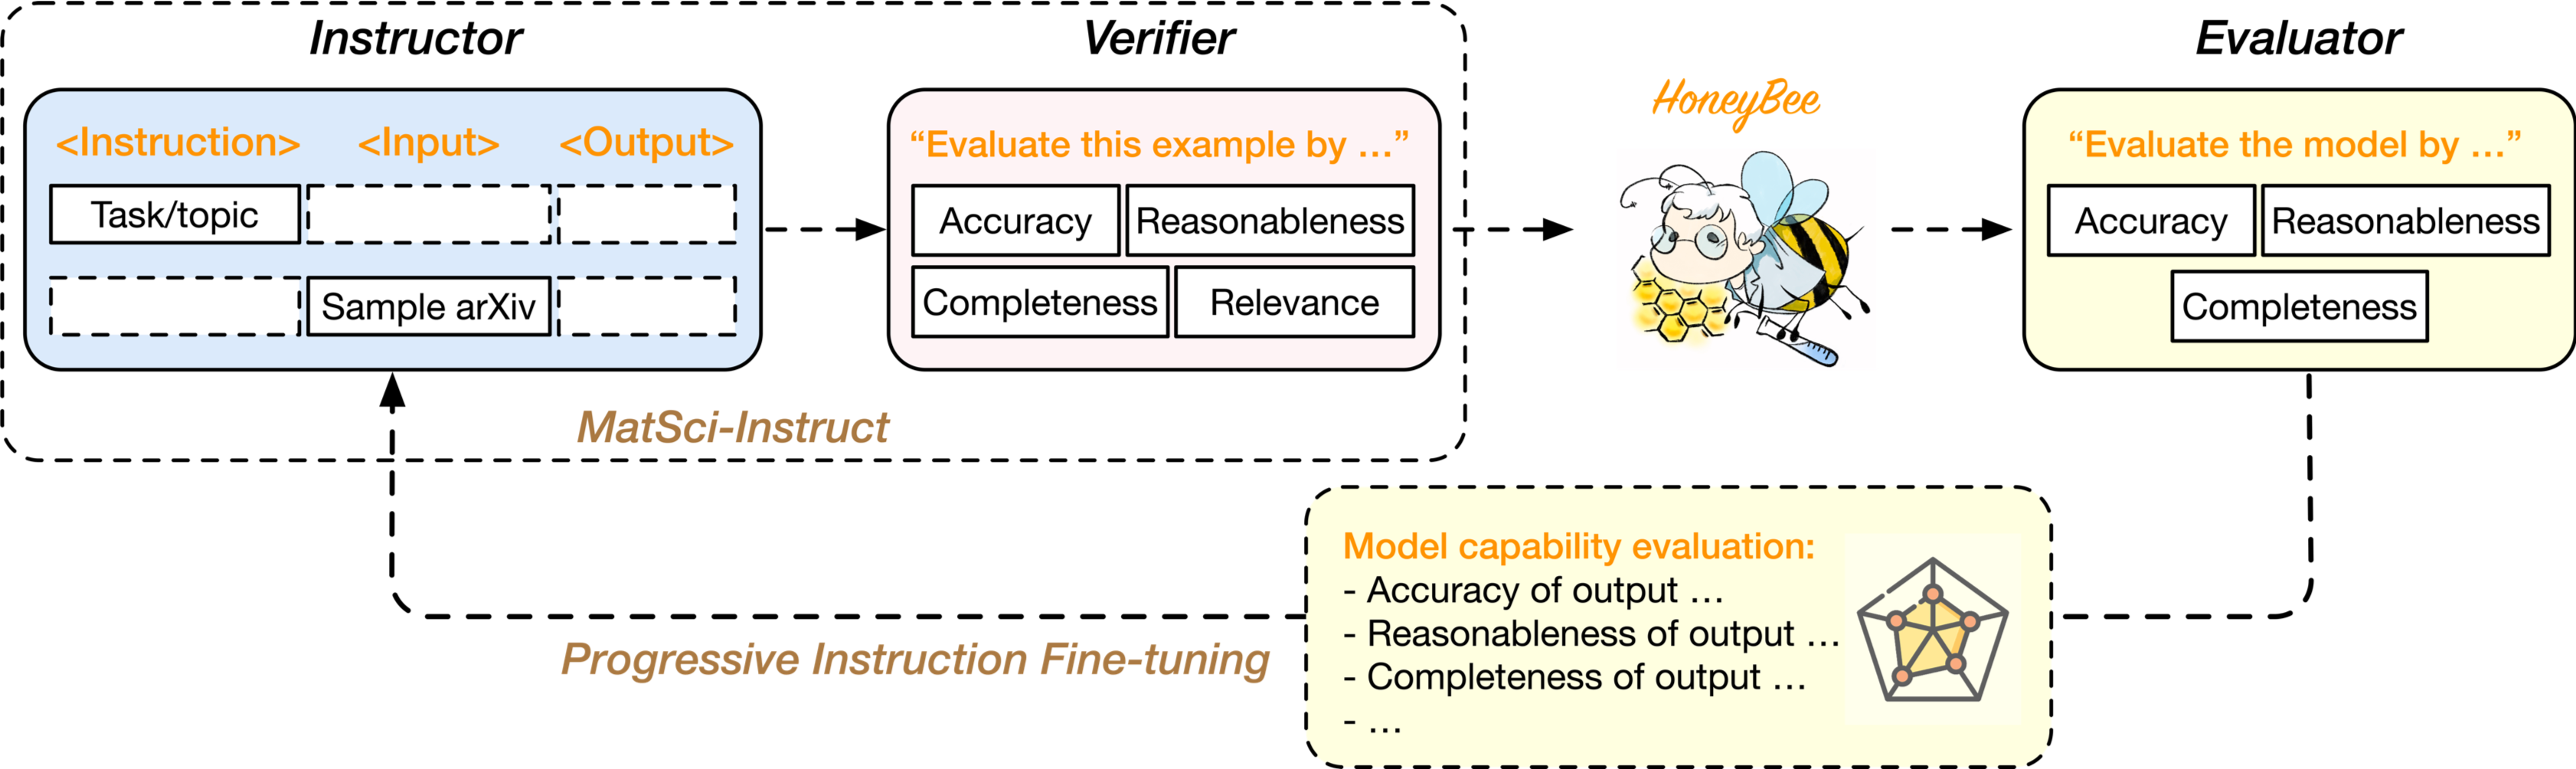 Instructor
<Instruction> <Input> <Output>
Task/topic
Sample arXiv
Verifier
“Evaluate this example by ...”
Accuracy Reasonableness
Completeness Relevance
MatSci-Instruct
HoneyBee
Evaluator
“Evaluate the model by ...”
Accuracy Reasonableness
Completeness
Model capability evaluation:
- Accuracy of output ...
- Reasonableness of output ...
- Completeness of output ...
- ...
Progressive Instruction Fine-tuning